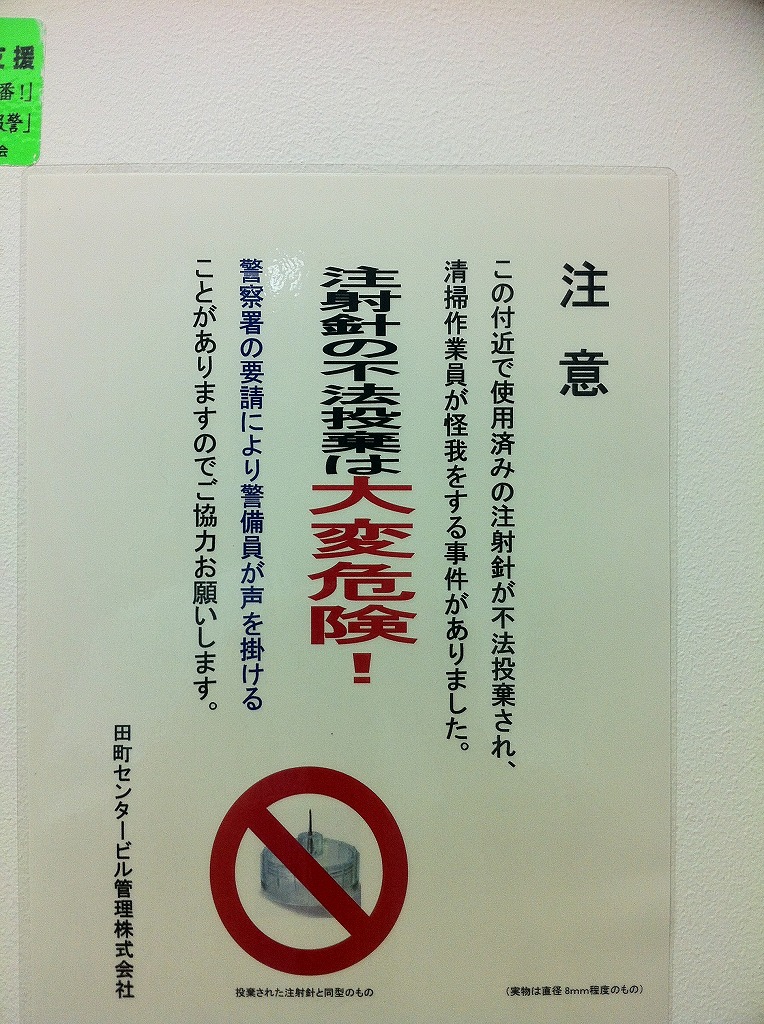 援
番！」
警」
会
注意
この付近で使用済みの注射針が不法投棄され、
清掃作業員が怪我をする事件がありました。
注射針の不法投棄は大変危険！
警察署の要請により警備員が声を掛ける
ことがありますのでご協力お願いします。
田町センタービル管理株式会社
投棄された注射針と同型のもの
（実物は直径8mm程度のもの）